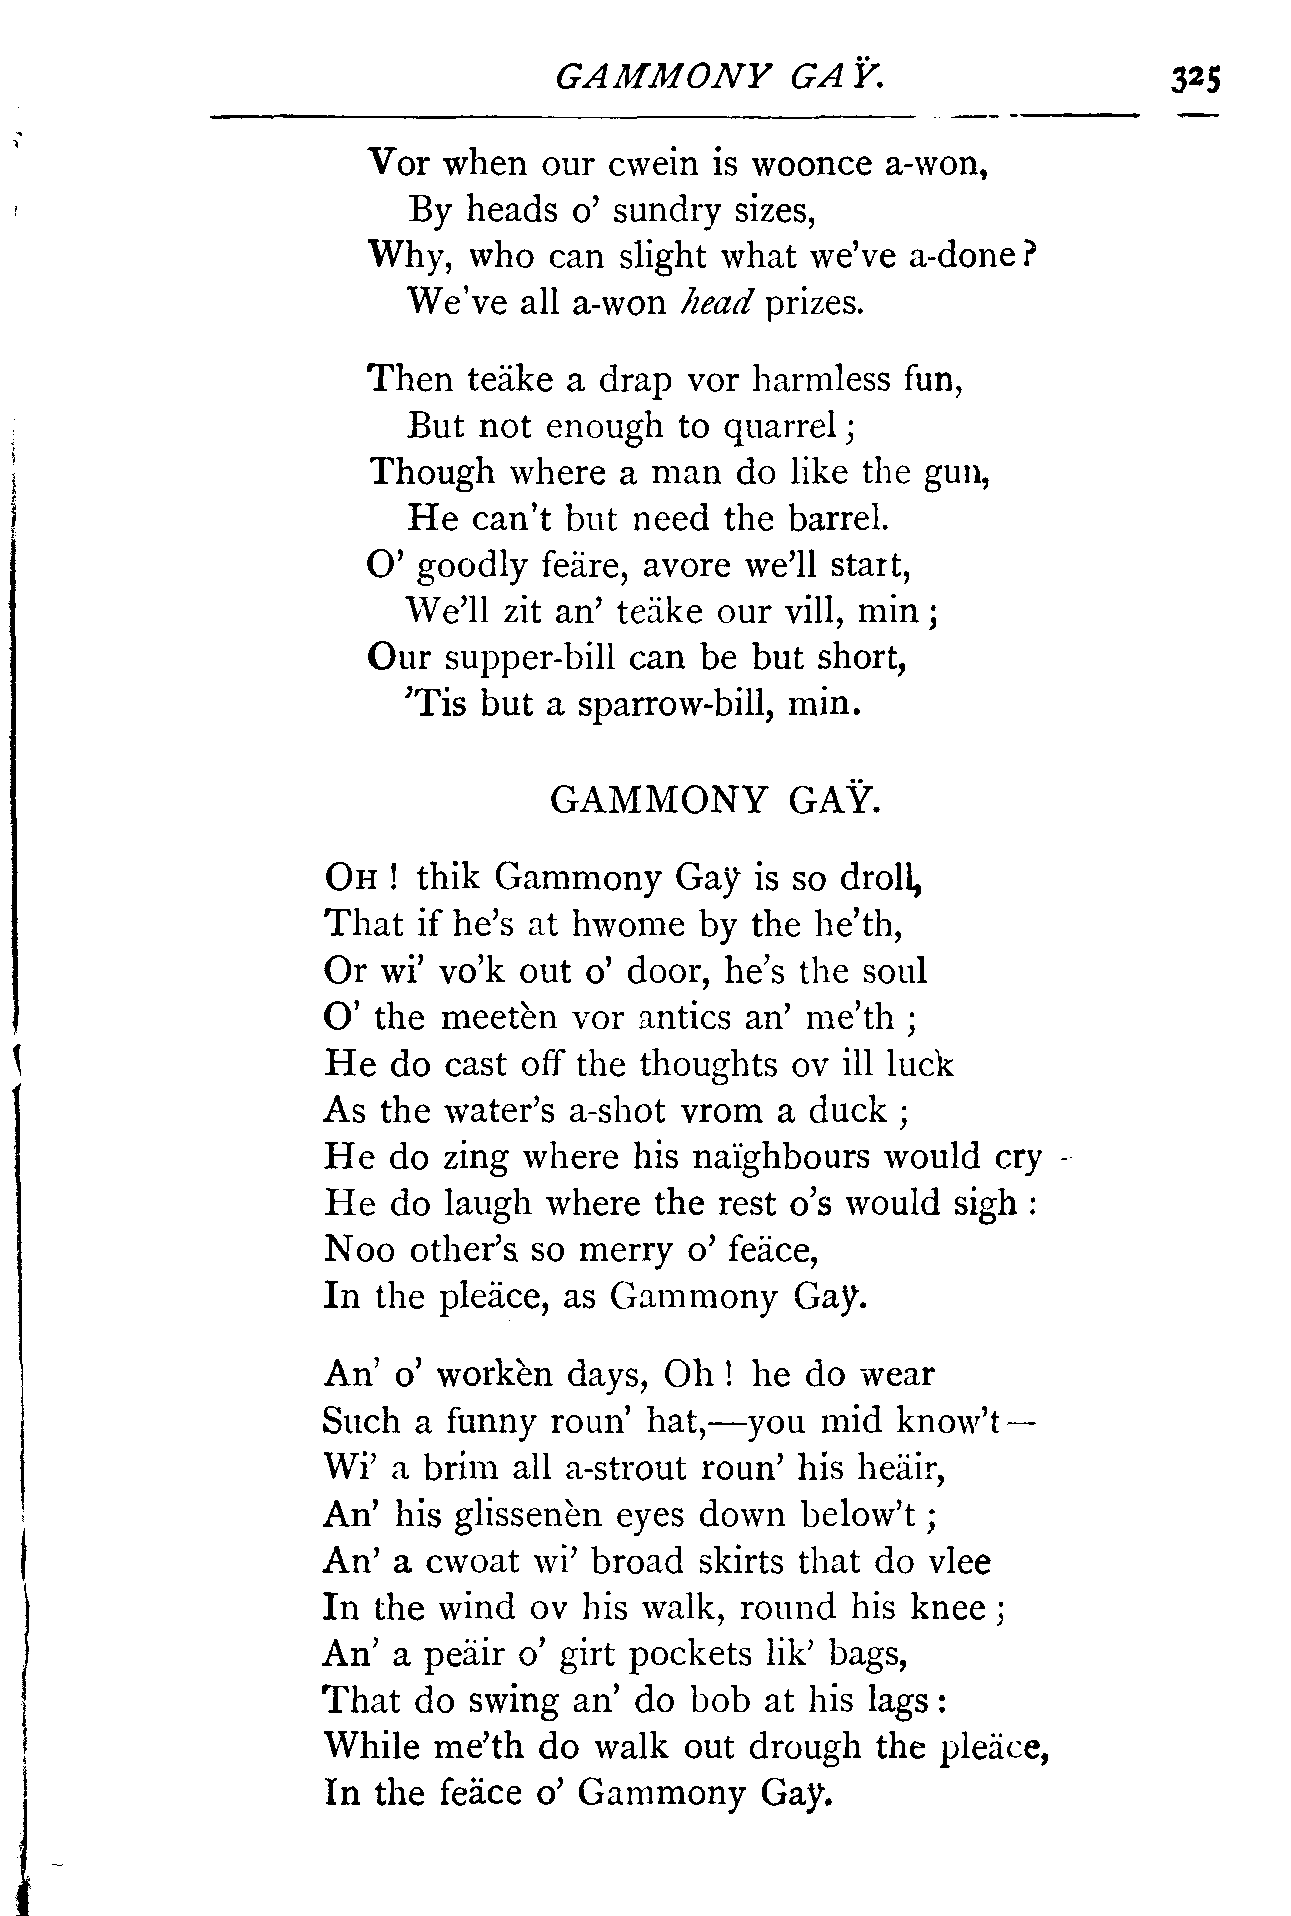 GAMMONY GAŸ. 325
Vor when our cwein is woonce a-won,
By heads o' sundry sizes,
Why, who can slight what we've a-done?
We've all a-won head prizes.
Then teäke a drap vor harmless fun,
But not enough to quarrel;
Though where a man do like the gun,
He can't but need the barrel.
O' goodly feäre, avore we'll start,
We'll zit an' teäke our vill, min;
Our supper-bill can be but short,
'Tis but a sparrow-bill, min.
GAMMONY GAŸ.
OH! thik Gammony Gaÿ is so droll,
That if he's at hwome by the he'th,
Or wi' vo'k out o' door, he's the soul
O' the meetèn vor antics an' me'th;
He do cast off the thoughts ov ill luck
As the water's a-shot vrom a duck;
He do zing where his naïghbours would cry -
He do laugh where the rest o's would sigh:
Noo other's so merry o' feäce,
In the pleäce, as Gammony Gaÿ.
An' o' workèn days, Oh! he do wear
Such a funny roun' hat,—you mid know't—
Wi' a brim all a-strout roun' his heäir,
An' his glissenèn eyes down below't;
An' a cwoat wi' broad skirts that do vlee
In the wind ov his walk, round his knee;
An' a peäir o' girt pockets lik' bags,
That do swing an' do bob at his lags:
While me'th do walk out drough the pleäce,
In the feäce o' Gammony Gaÿ.